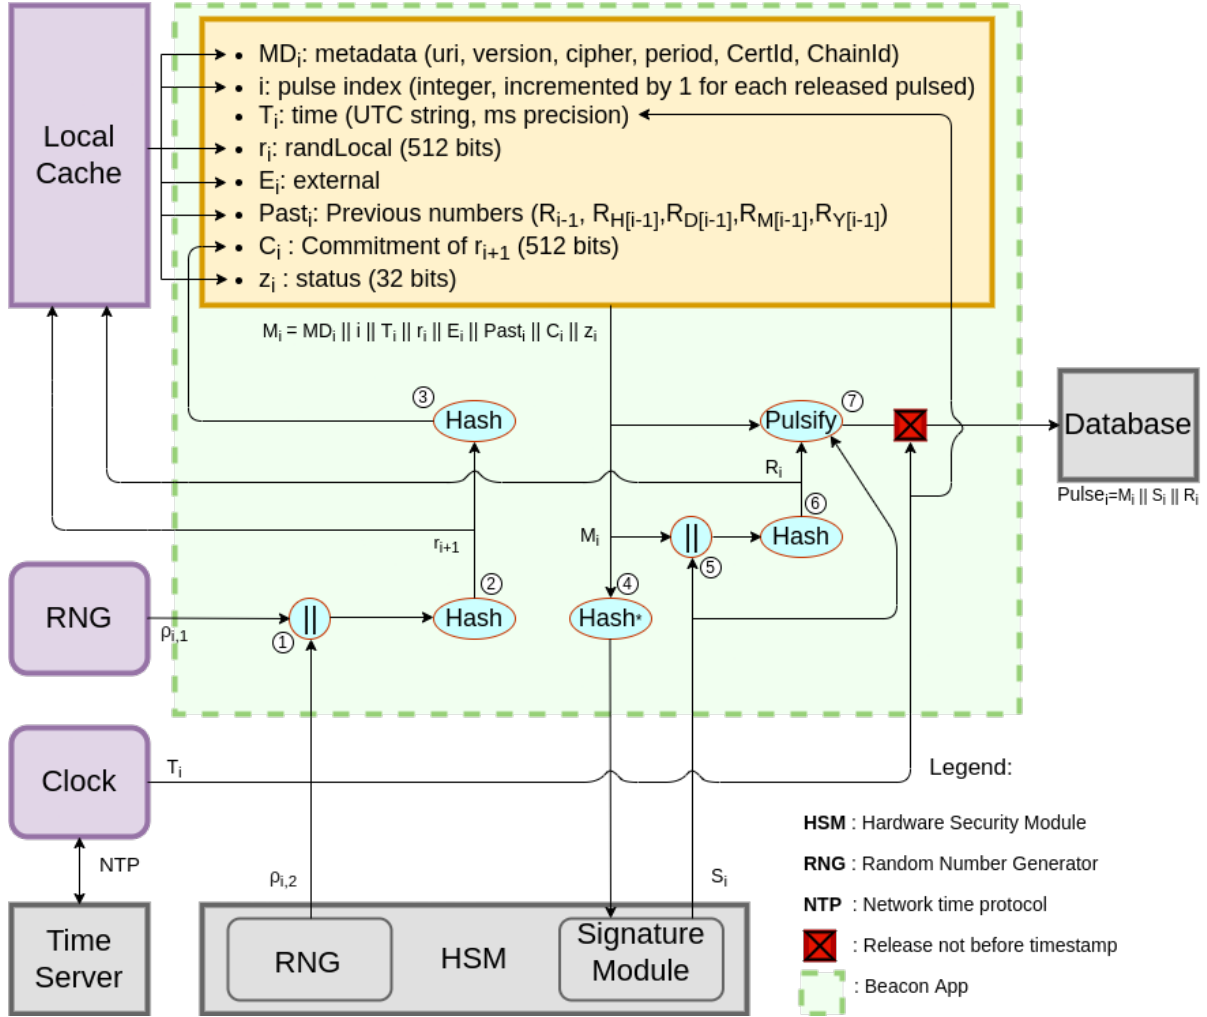 Local
Cache
• MDi: metadata (uri, version, cipher, period, CertId, ChainId)
• i: pulse index (integer, incremented by 1 for each released pulsed)
• Ti: time (UTC string, ms precision)
• ri: randLocal (512 bits)
• Ei: external
• Pasti: Previous numbers (Ri-1, RH[i-1],RD[i-1],RM[i-1],RY[i-1])
• Ci : Commitment of ri+1 (512 bits)
• zi : status (32 bits)
Mi = MDi || i || Ti || ri || Ei || Pasti || Ci || zi
3
Hash
Pulsify
7
Database
Pulsei=Mi || Si || Ri
Ri
6
Hash
Mi
||
5
ri+1
RNG
ρi,1
||
1
2
Hash
4
Hash*
Clock
Ti
NTP
Time
Server
ρi,2
Si
RNG
HSM
Signature
Module
Legend:
HSM : Hardware Security Module
RNG : Random Number Generator
NTP : Network time protocol
: Release not before timestamp
: Beacon App